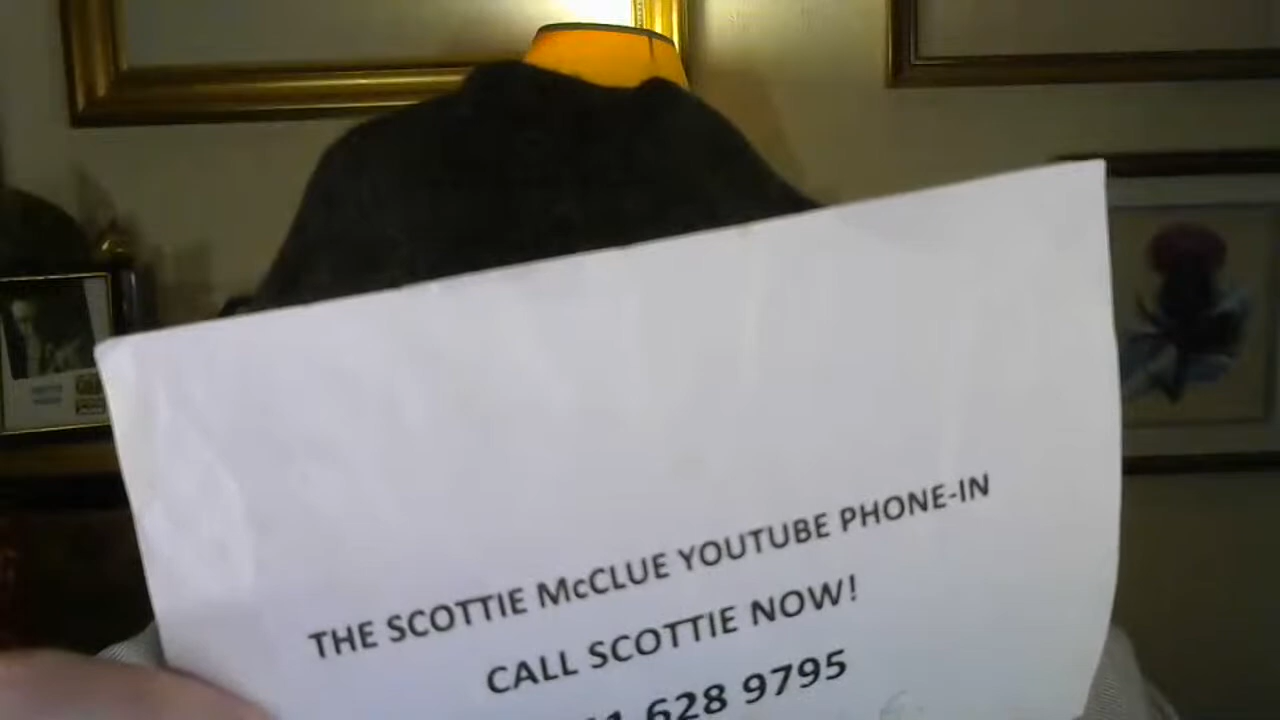 THE SCOTTIE McCLUE YOUTUBE PHONE-IN
CALL SCOTTIE NOW!
628 9795